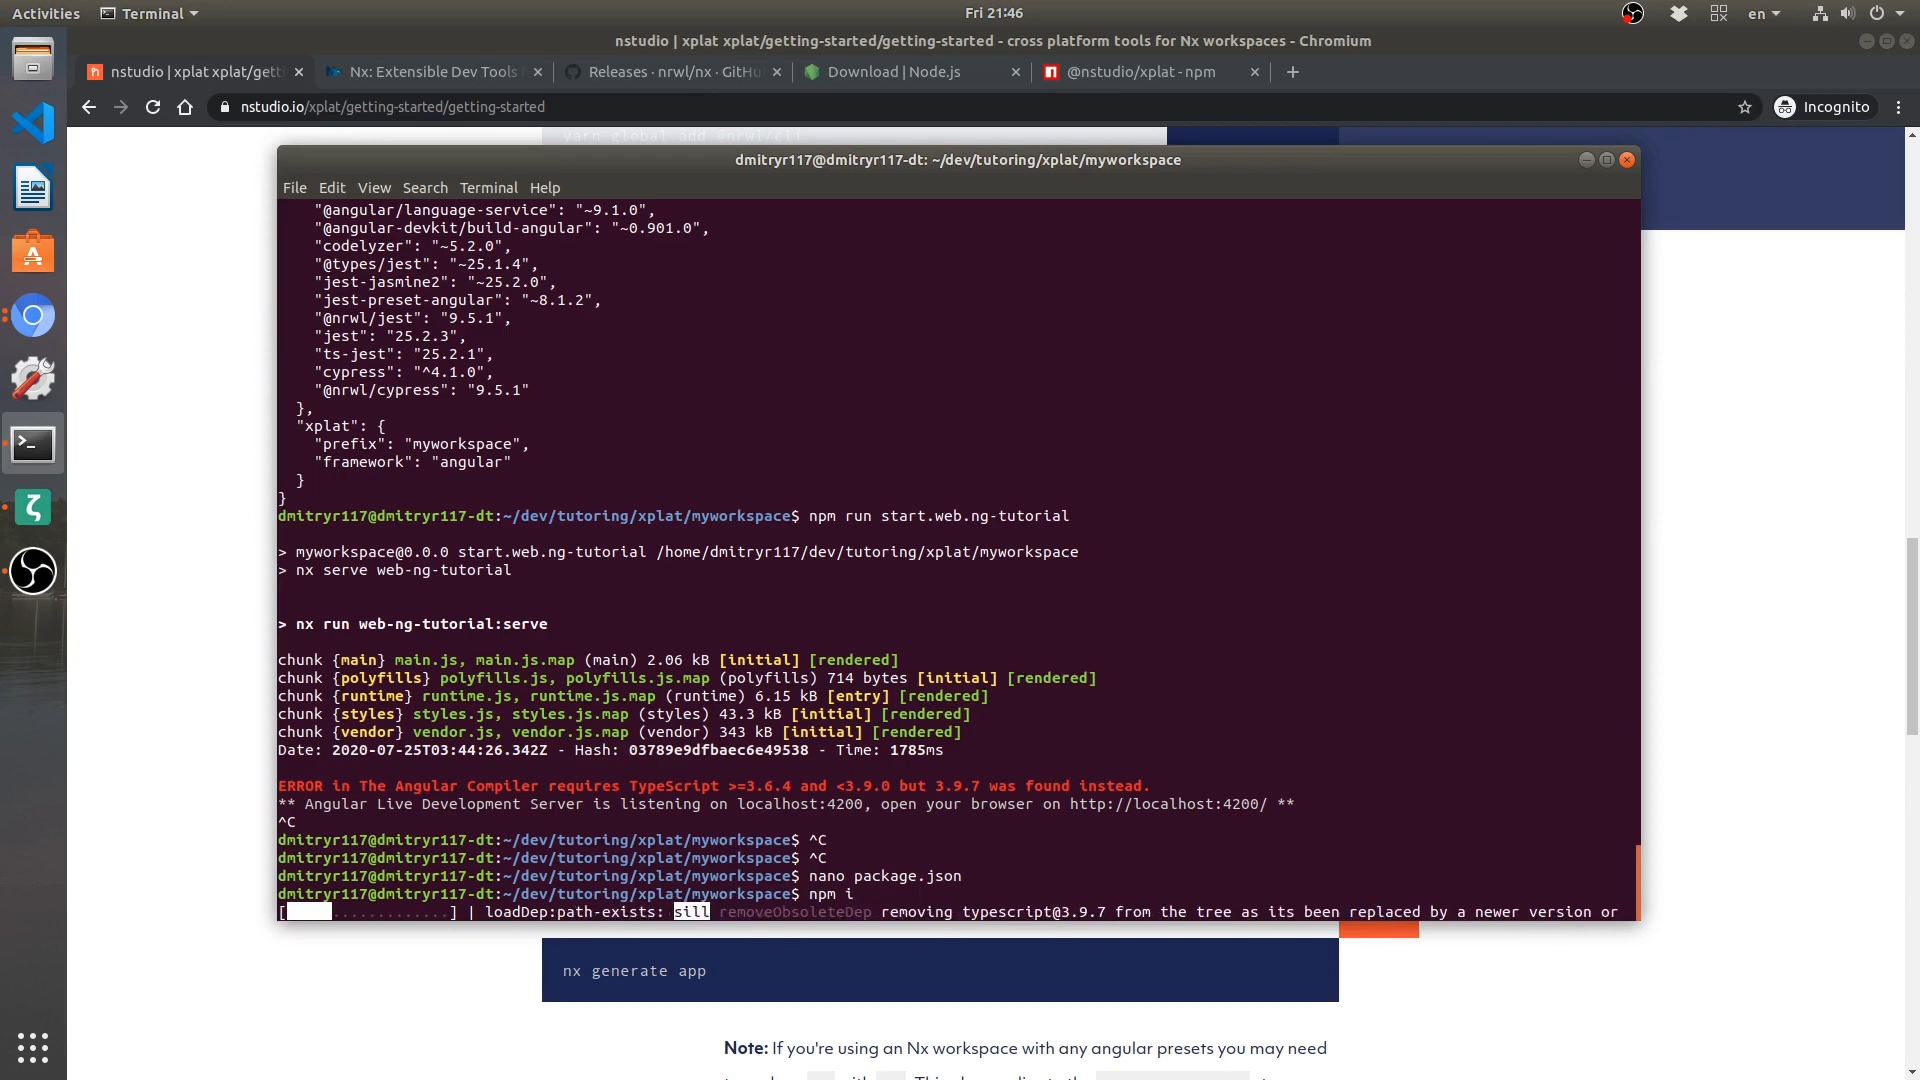 Activities Terminal Fri 21:46 en
nstudio | xplat xplat/getting-started/getting-started - cross platform tools for Nx workspaces - Chromium
nstudio | xplat xplat/gett Nx: Extensible Dev Tools Releases · nrwl/nx · GitHu Download | Node.js @nstudio/xplat - npm
nstudio.io/xplat/getting-started/getting-started Incognito
yarn global add @nrwl/cli
dmitryr117@dmitryr117-dt: ~/dev/tutoring/xplat/myworkspace
File Edit View Search Terminal Help
"@angular/language-service": "~9.1.0",
"@angular-devkit/build-angular": "~0.901.0",
"codelyzer": "~5.2.0",
"@types/jest": "~25.1.4",
"jest-jasmine2": "~25.2.0",
"jest-preset-angular": "~8.1.2",
"@nrwl/jest": "9.5.1",
"jest": "25.2.3",
"ts-jest": "25.2.1",
"cypress": "^4.1.0",
"@nrwl/cypress": "9.5.1"
},
"xplat": {
"prefix": "myworkspace",
"framework": "angular"
}
}
dmitryr117@dmitryr117-dt:~/dev/tutoring/xplat/myworkspace$ npm run start.web.ng-tutorial
> myworkspace@0.0.0 start.web.ng-tutorial /home/dmitryr117/dev/tutoring/xplat/myworkspace
> nx serve web-ng-tutorial
> nx run web-ng-tutorial:serve
chunk {main} main.js, main.js.map (main) 2.06 kB [initial] [rendered]
chunk {polyfills} polyfills.js, polyfills.js.map (polyfills) 714 bytes [initial] [rendered]
chunk {runtime} runtime.js, runtime.js.map (runtime) 6.15 kB [entry] [rendered]
chunk {styles} styles.js, styles.js.map (styles) 43.3 kB [initial] [rendered]
chunk {vendor} vendor.js, vendor.js.map (vendor) 343 kB [initial] [rendered]
Date: 2020-07-25T03:44:26.342Z - Hash: 03789e9dfbaec6e49538 - Time: 1785ms
ERROR in The Angular Compiler requires TypeScript >=3.6.4 and <3.9.0 but 3.9.7 was found instead.
** Angular Live Development Server is listening on localhost:4200, open your browser on http://localhost:4200/ **
^C
dmitryr117@dmitryr117-dt:~/dev/tutoring/xplat/myworkspace$ ^C
dmitryr117@dmitryr117-dt:~/dev/tutoring/xplat/myworkspace$ ^C
dmitryr117@dmitryr117-dt:~/dev/tutoring/xplat/myworkspace$ nano package.json
dmitryr117@dmitryr117-dt:~/dev/tutoring/xplat/myworkspace$ npm i
[ .............] | loadDep:path-exists: sill removeObsoleteDep removing typescript@3.9.7 from the tree as its been replaced by a newer version or
nx generate app
Note: If you're using an Nx workspace with any angular presets you may need